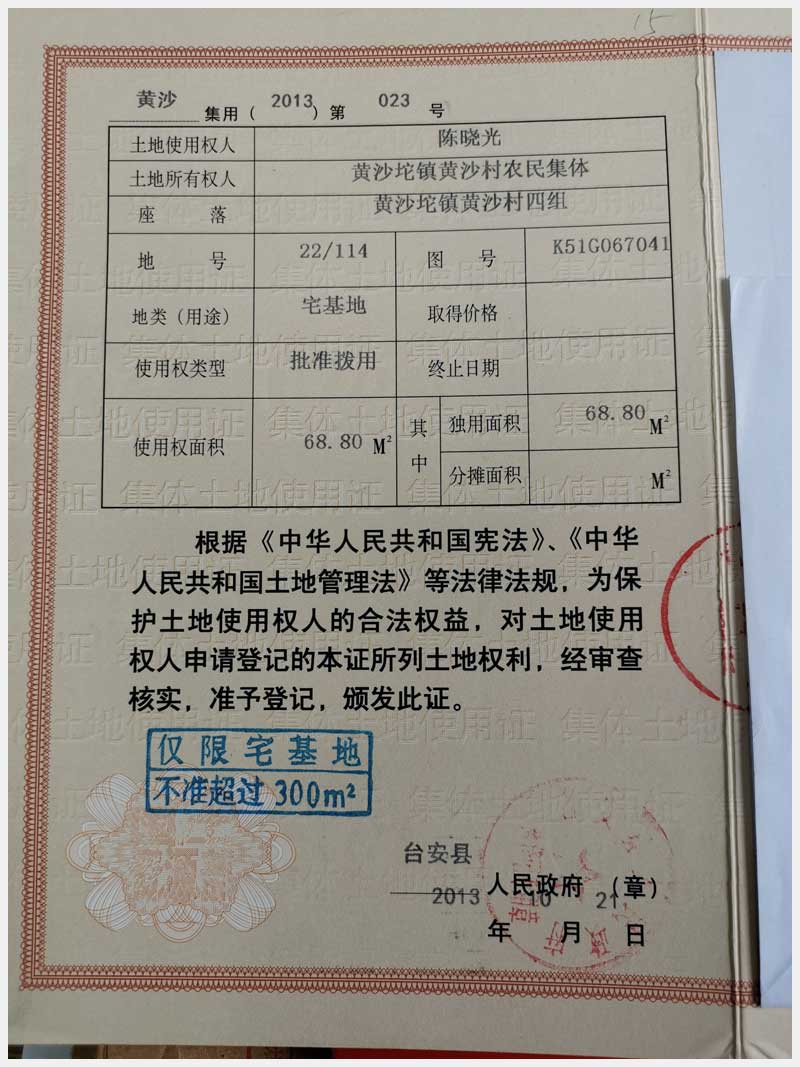 15
黄沙 集用（2013）第 023 号
土地使用权人 陈晓光
土地所有权人 黄沙坨镇黄沙村农民集体
座落 黄沙坨镇黄沙村四组
地号 22/114 图号 K51G067041
地类（用途） 宅基地 取得价格
使用权类型 批准拨用 终止日期
使用权面积 68.80 M² 其中 独用面积 68.80 M²
分摊面积 M²
根据《中华人民共和国宪法》、《中华
人民共和国土地管理法》等法律法规，为保
护土地使用权人的合法权益，对土地使用
权人申请登记的本证所列土地权利，经审查
核实，准予登记，颁发此证。
仅限宅基地
不准超过300m²
台安县
人民政府（章）
2013 10 21
年 月 日
集体土地使用证